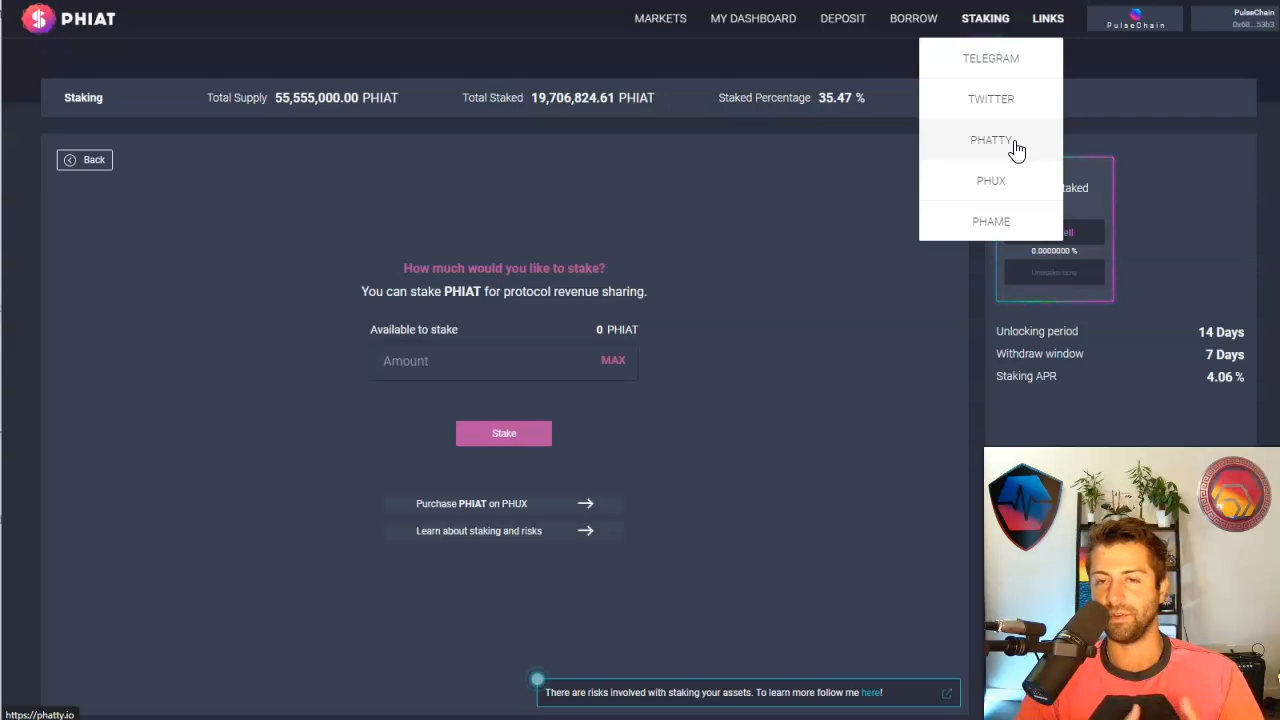 PHIAT
MARKETS
MY DASHBOARD
DEPOSIT
BORROW
STAKING
LINKS
PulseChain
PulseChain
0x68...53b3
TELEGRAM
TWITTER
PHATTY
PHUX
PHAME
Staking
Total Supply 55,555,000.00 PHIAT
Total Staked 19,706,824.61 PHIAT
Staked Percentage 35.47 %
Back
How much would you like to stake?
You can stake PHIAT for protocol revenue sharing.
Available to stake 0 PHIAT
Amount MAX
Stake
Purchase PHIAT on PHUX
Learn about staking and risks
taked
ell
0.0000000 %
Unstake now
Unlocking period 14 Days
Withdraw window 7 Days
Staking APR 4.06 %
There are risks involved with staking your assets. To learn more follow me here!
https://phatty.io